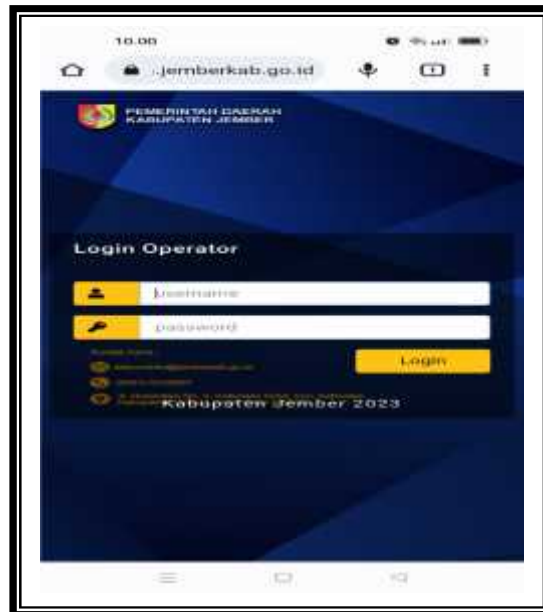 10.00
.jemberkab.go.id
PEMERINTAH DAERAH
KABUPATEN JEMBER
Login Operator
username
password
Login
Kabupaten Jember 2023